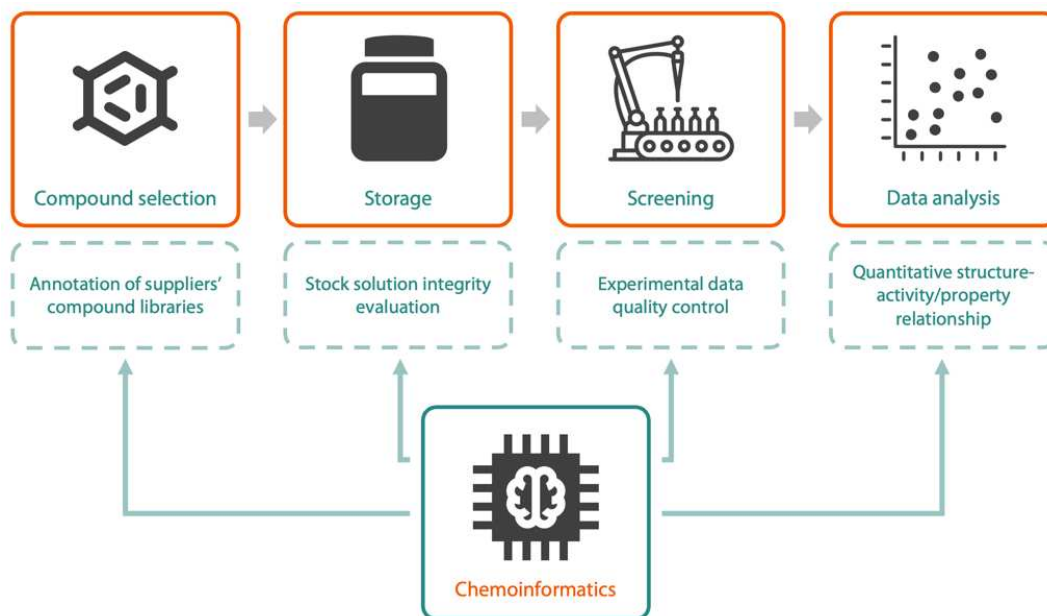 Compound selection
Storage
Screening
Data analysis
Annotation of suppliers'
compound libraries
Stock solution integrity
evaluation
Experimental data
quality control
Quantitative structure-
activity/property
relationship
Chemoinformatics